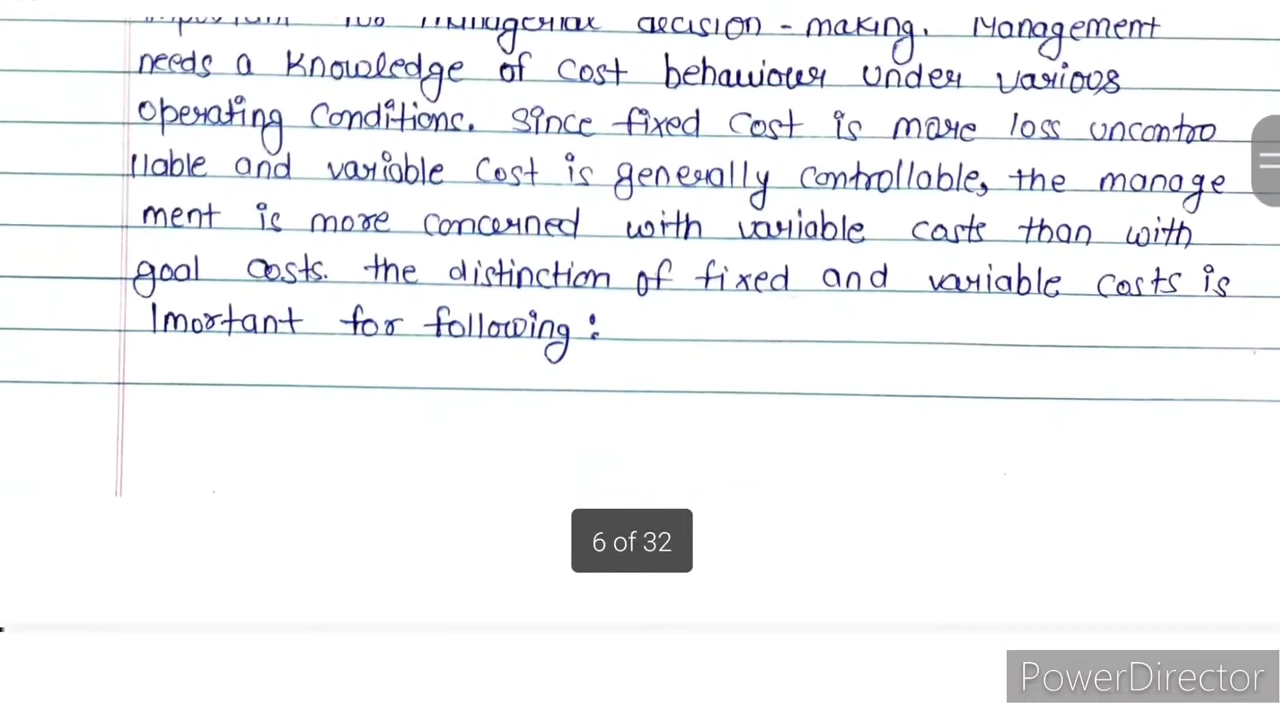 managerial decision - making. Management
needs a knowledge of cost behaviour under various
operating conditions. Since fixed cost is more loss uncontro
llable and variable cost is generally controllable, the manage
ment is more concerned with variable costs than with
goal costs. the distinction of fixed and variable costs is
Imortant for following :
6 of 32
PowerDirector